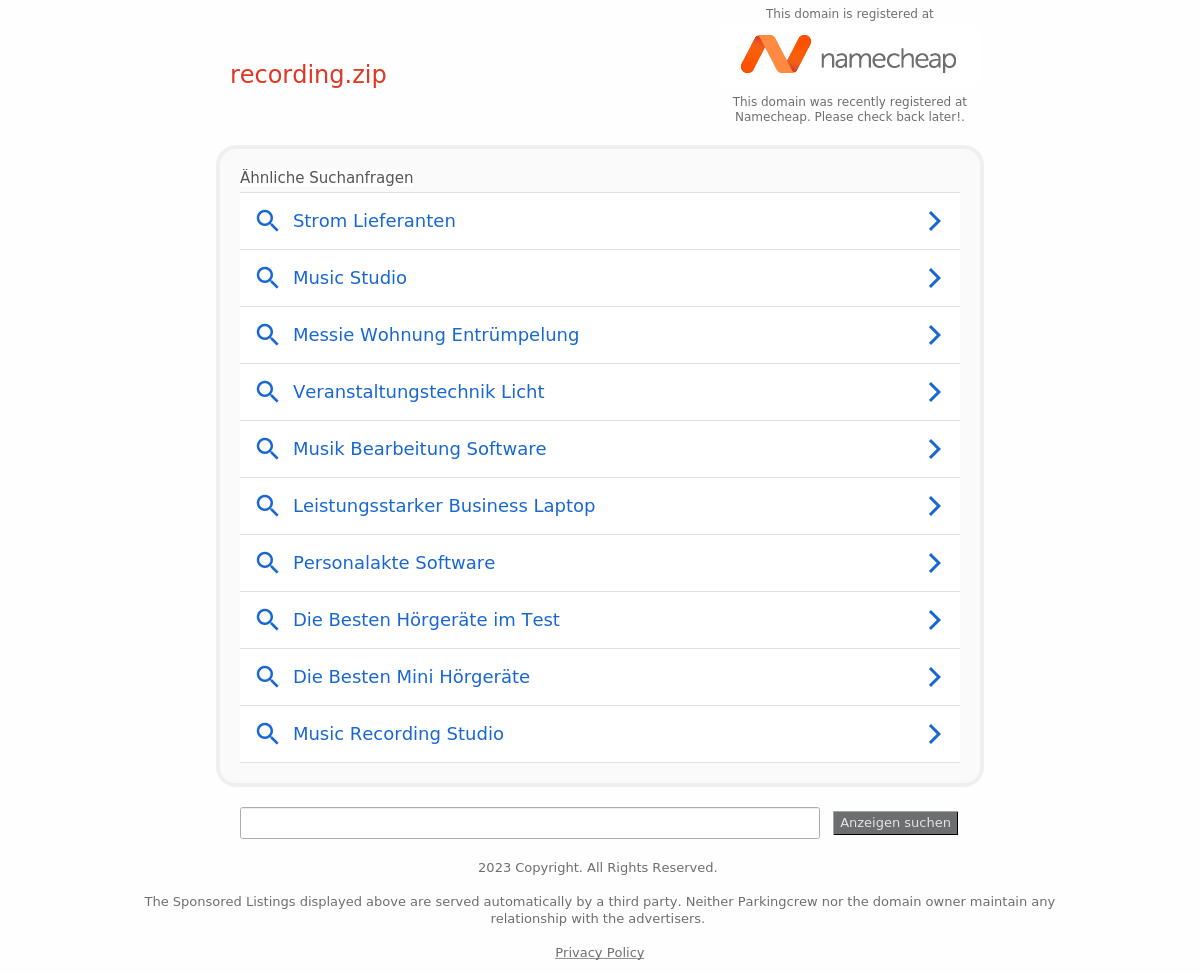 This domain is registered at
namecheap
recording.zip
This domain was recently registered at
Namecheap. Please check back later!.
Ähnliche Suchanfragen
Strom Lieferanten
Music Studio
Messie Wohnung Entrümpelung
Veranstaltungstechnik Licht
Musik Bearbeitung Software
Leistungsstarker Business Laptop
Personalakte Software
Die Besten Hörgeräte im Test
Die Besten Mini Hörgeräte
Music Recording Studio
Anzeigen suchen
2023 Copyright. All Rights Reserved.
The Sponsored Listings displayed above are served automatically by a third party. Neither Parkingcrew nor the domain owner maintain any
relationship with the advertisers.
Privacy Policy